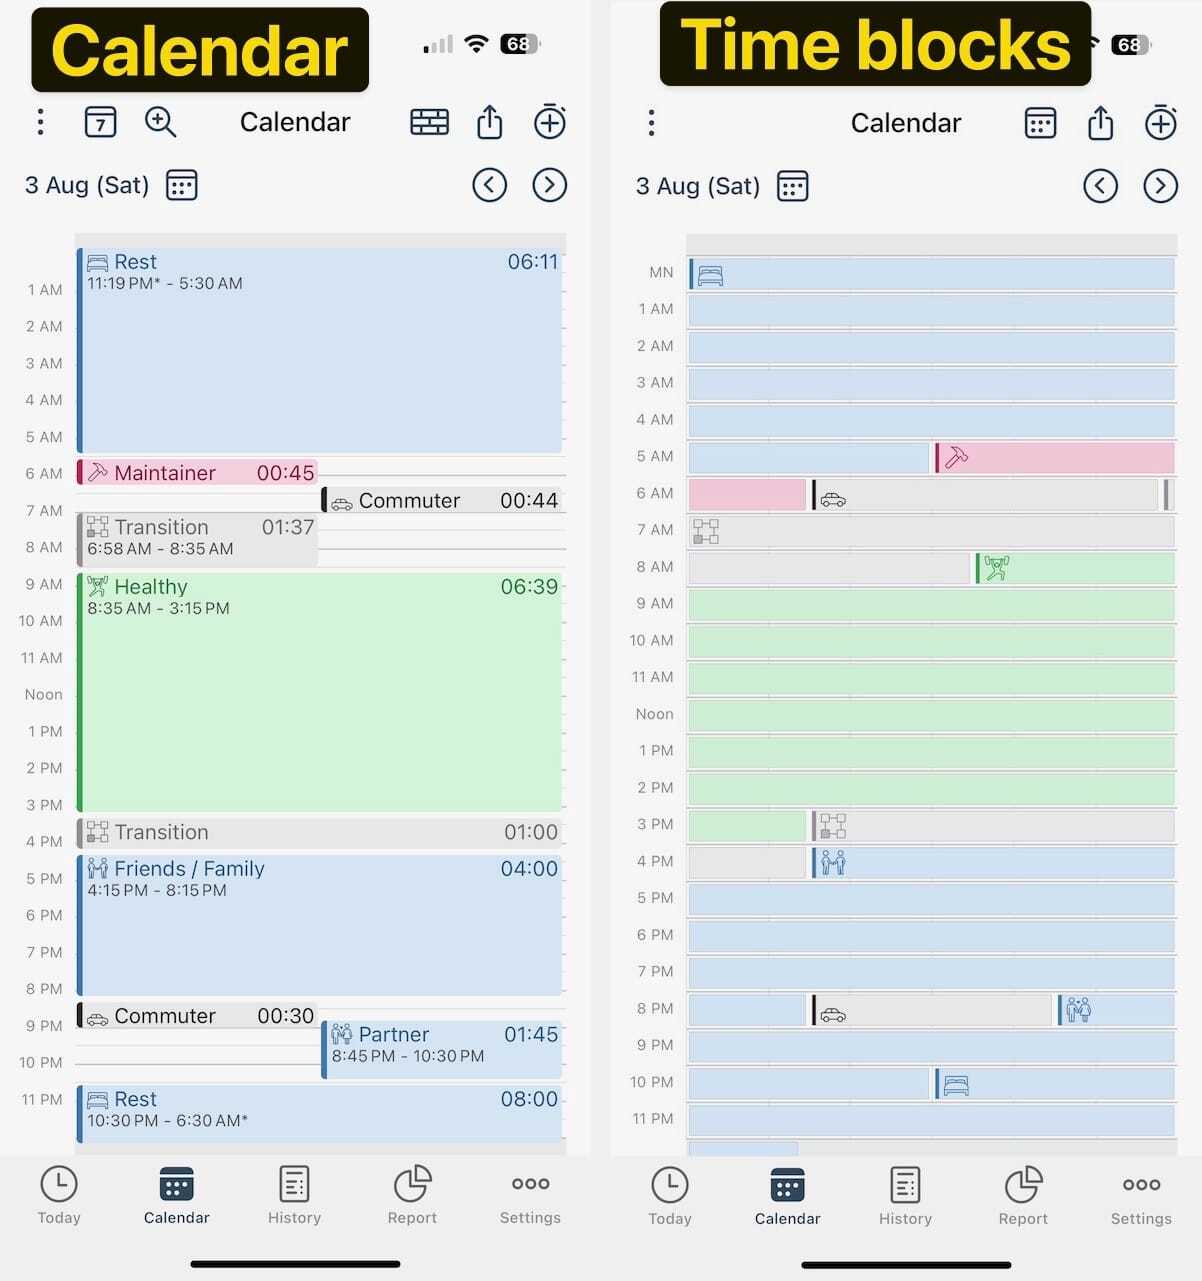 Calendar
68
7
Calendar
3 Aug (Sat)
Rest 06:11
11:19 PM* - 5:30 AM
1 AM
2 AM
3 AM
4 AM
5 AM
6 AM
Maintainer 00:45
Commuter 00:44
7 AM
Transition 01:37
6:58 AM - 8:35 AM
8 AM
9 AM
Healthy 06:39
8:35 AM - 3:15 PM
10 AM
11 AM
Noon
1 PM
2 PM
3 PM
Transition 01:00
4 PM
Friends / Family 04:00
5 PM
4:15 PM - 8:15 PM
6 PM
7 PM
8 PM
Commuter 00:30
9 PM
Partner 01:45
8:45 PM - 10:30 PM
10 PM
11 PM
Rest 08:00
10:30 PM - 6:30 AM*
Today
Calendar
History
Report
Settings
Time blocks
68
Calendar
3 Aug (Sat)
MN
1 AM
2 AM
3 AM
4 AM
5 AM
6 AM
7 AM
8 AM
9 AM
10 AM
11 AM
Noon
1 PM
2 PM
3 PM
4 PM
5 PM
6 PM
7 PM
8 PM
9 PM
10 PM
11 PM
Today
Calendar
History
Report
Settings